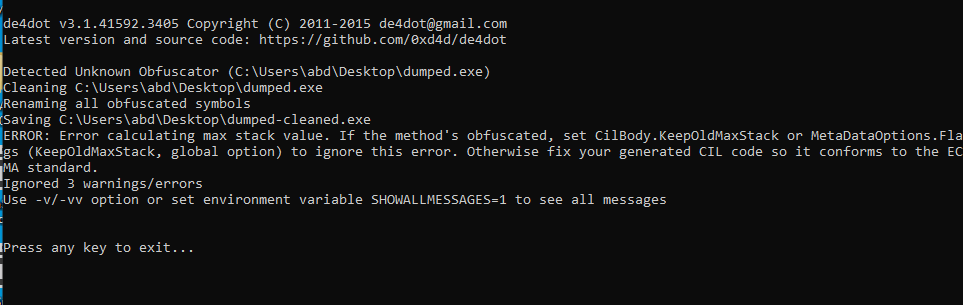 de4dot v3.1.41592.3405 Copyright (C) 2011-2015 de4dot@gmail.com
Latest version and source code: https://github.com/0xd4d/de4dot
Detected Unknown Obfuscator (C:\Users\abd\Desktop\dumped.exe)
Cleaning C:\Users\abd\Desktop\dumped.exe
Renaming all obfuscated symbols
Saving C:\Users\abd\Desktop\dumped-cleaned.exe
ERROR: Error calculating max stack value. If the method's obfuscated, set CilBody.KeepOldMaxStack or MetaDataOptions.Fla
gs (KeepOldMaxStack, global option) to ignore this error. Otherwise fix your generated CIL code so it conforms to the EC
MA standard.
Ignored 3 warnings/errors
Use -v/-vv option or set environment variable SHOWALLMESSAGES=1 to see all messages
Press any key to exit...